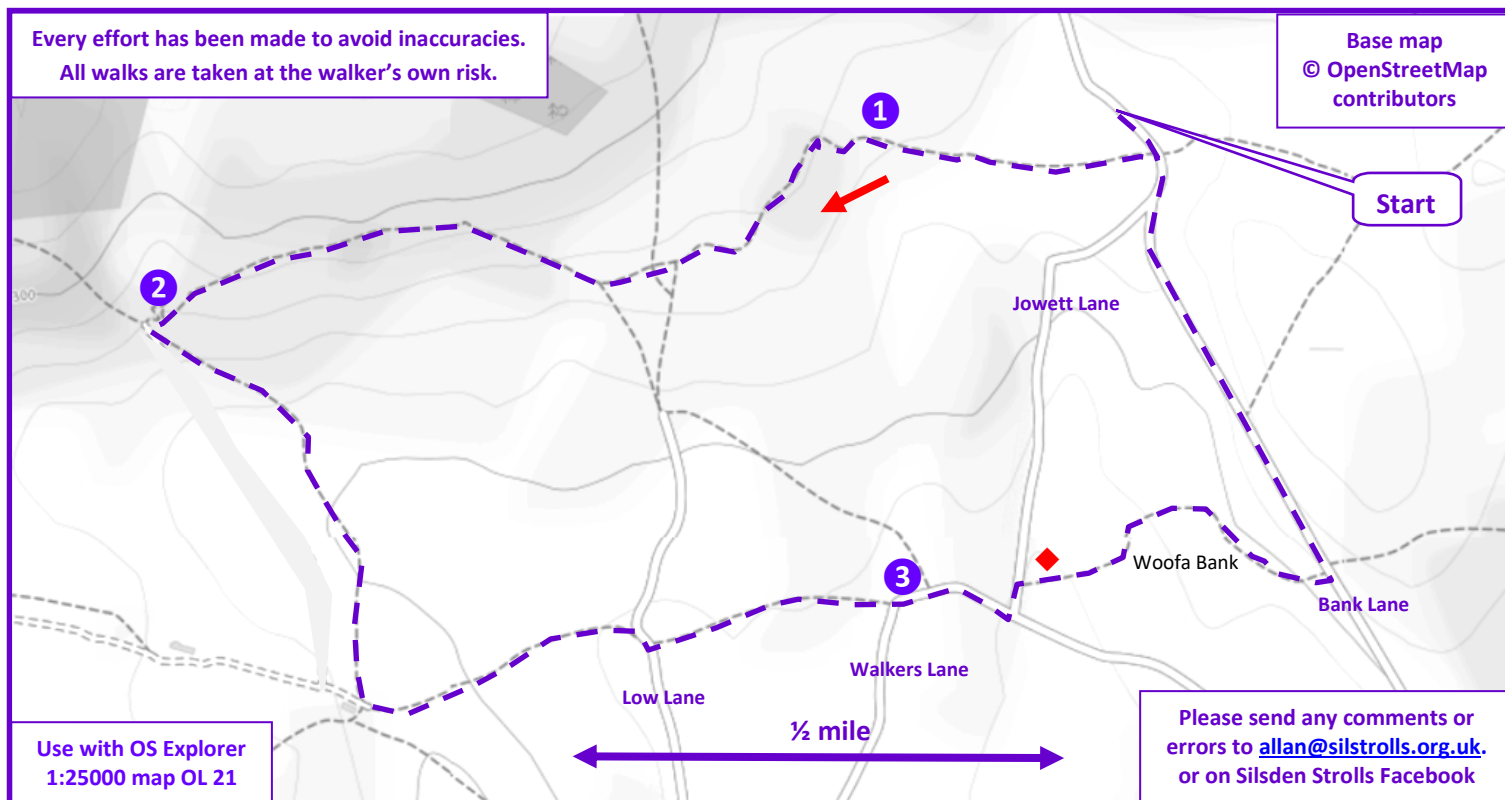 Every effort has been made to avoid inaccuracies.
All walks are taken at the walker's own risk.
Base map
© OpenStreetMap
contributors
1
Start
2
300
Jowett Lane
3
Woofa Bank
Bank Lane
Walkers Lane
Low Lane
½ mile
Use with OS Explorer
1:25000 map OL 21
Please send any comments or
errors to allan@silstrolls.org.uk.
or on Silsden Strolls Facebook